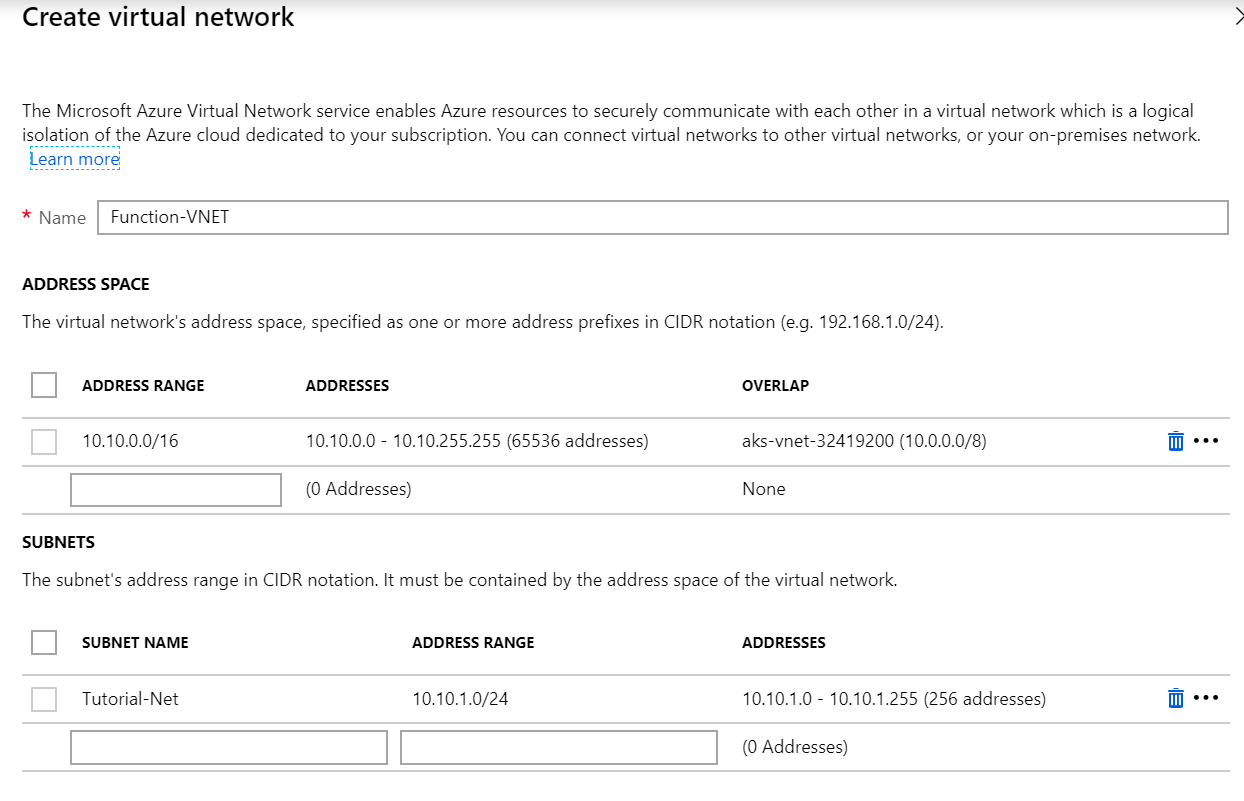 Create virtual network
The Microsoft Azure Virtual Network service enables Azure resources to securely communicate with each other in a virtual network which is a logical
isolation of the Azure cloud dedicated to your subscription. You can connect virtual networks to other virtual networks, or your on-premises network.
Learn more
* Name Function-VNET
ADDRESS SPACE
The virtual network's address space, specified as one or more address prefixes in CIDR notation (e.g. 192.168.1.0/24).
ADDRESS RANGE ADDRESSES OVERLAP
10.10.0.0/16 10.10.0.0 - 10.10.255.255 (65536 addresses) aks-vnet-32419200 (10.0.0.0/8)
(0 Addresses) None
SUBNETS
The subnet's address range in CIDR notation. It must be contained by the address space of the virtual network.
SUBNET NAME ADDRESS RANGE ADDRESSES
Tutorial-Net 10.10.1.0/24 10.10.1.0 - 10.10.1.255 (256 addresses)
(0 Addresses)